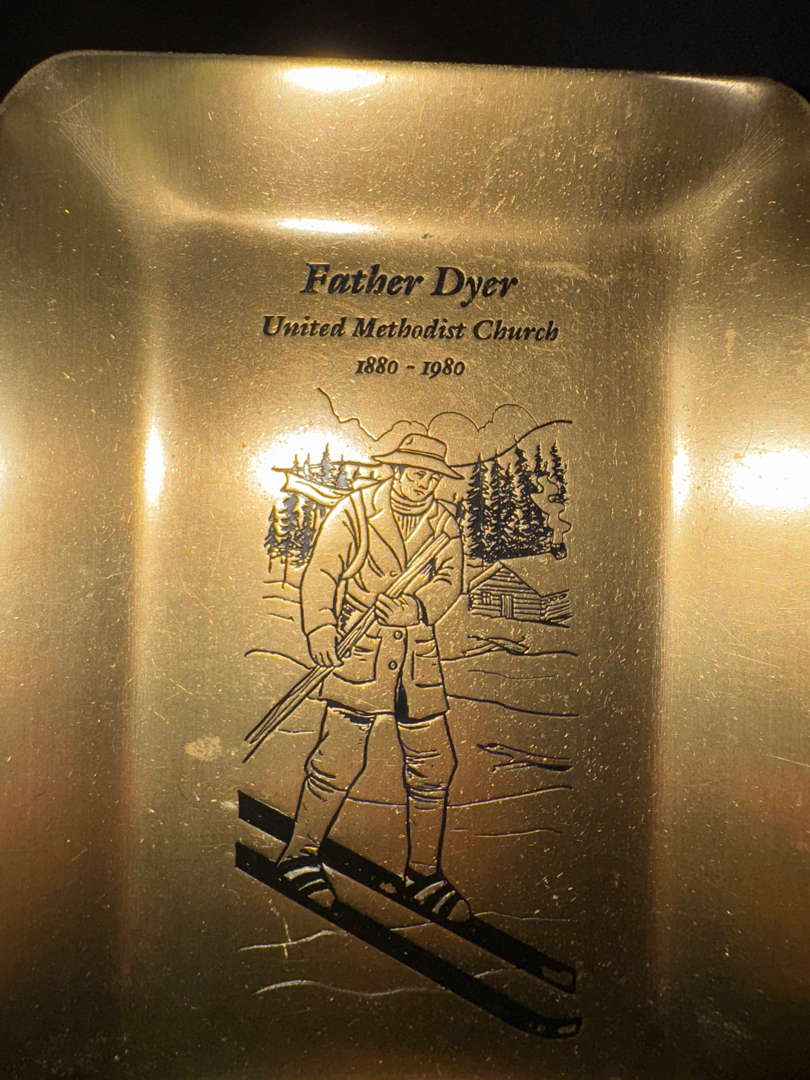 Father Dyer
United Methodist Church
1880 - 1980